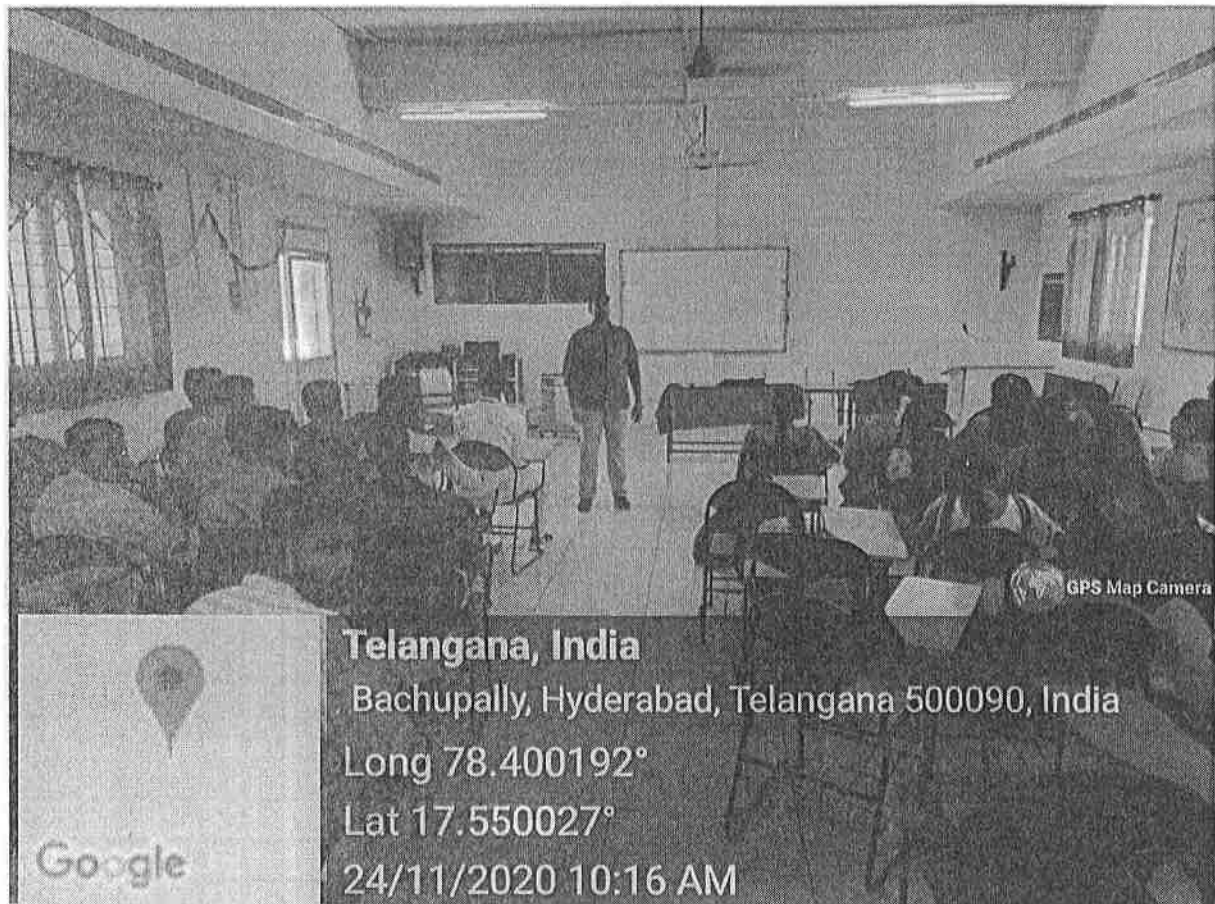 GPS Map Camera
Telangana, India
Bachupally, Hyderabad, Telangana 500090, India
Long 78.400192°
Lat 17.550027°
24/11/2020 10:16 AM
Google